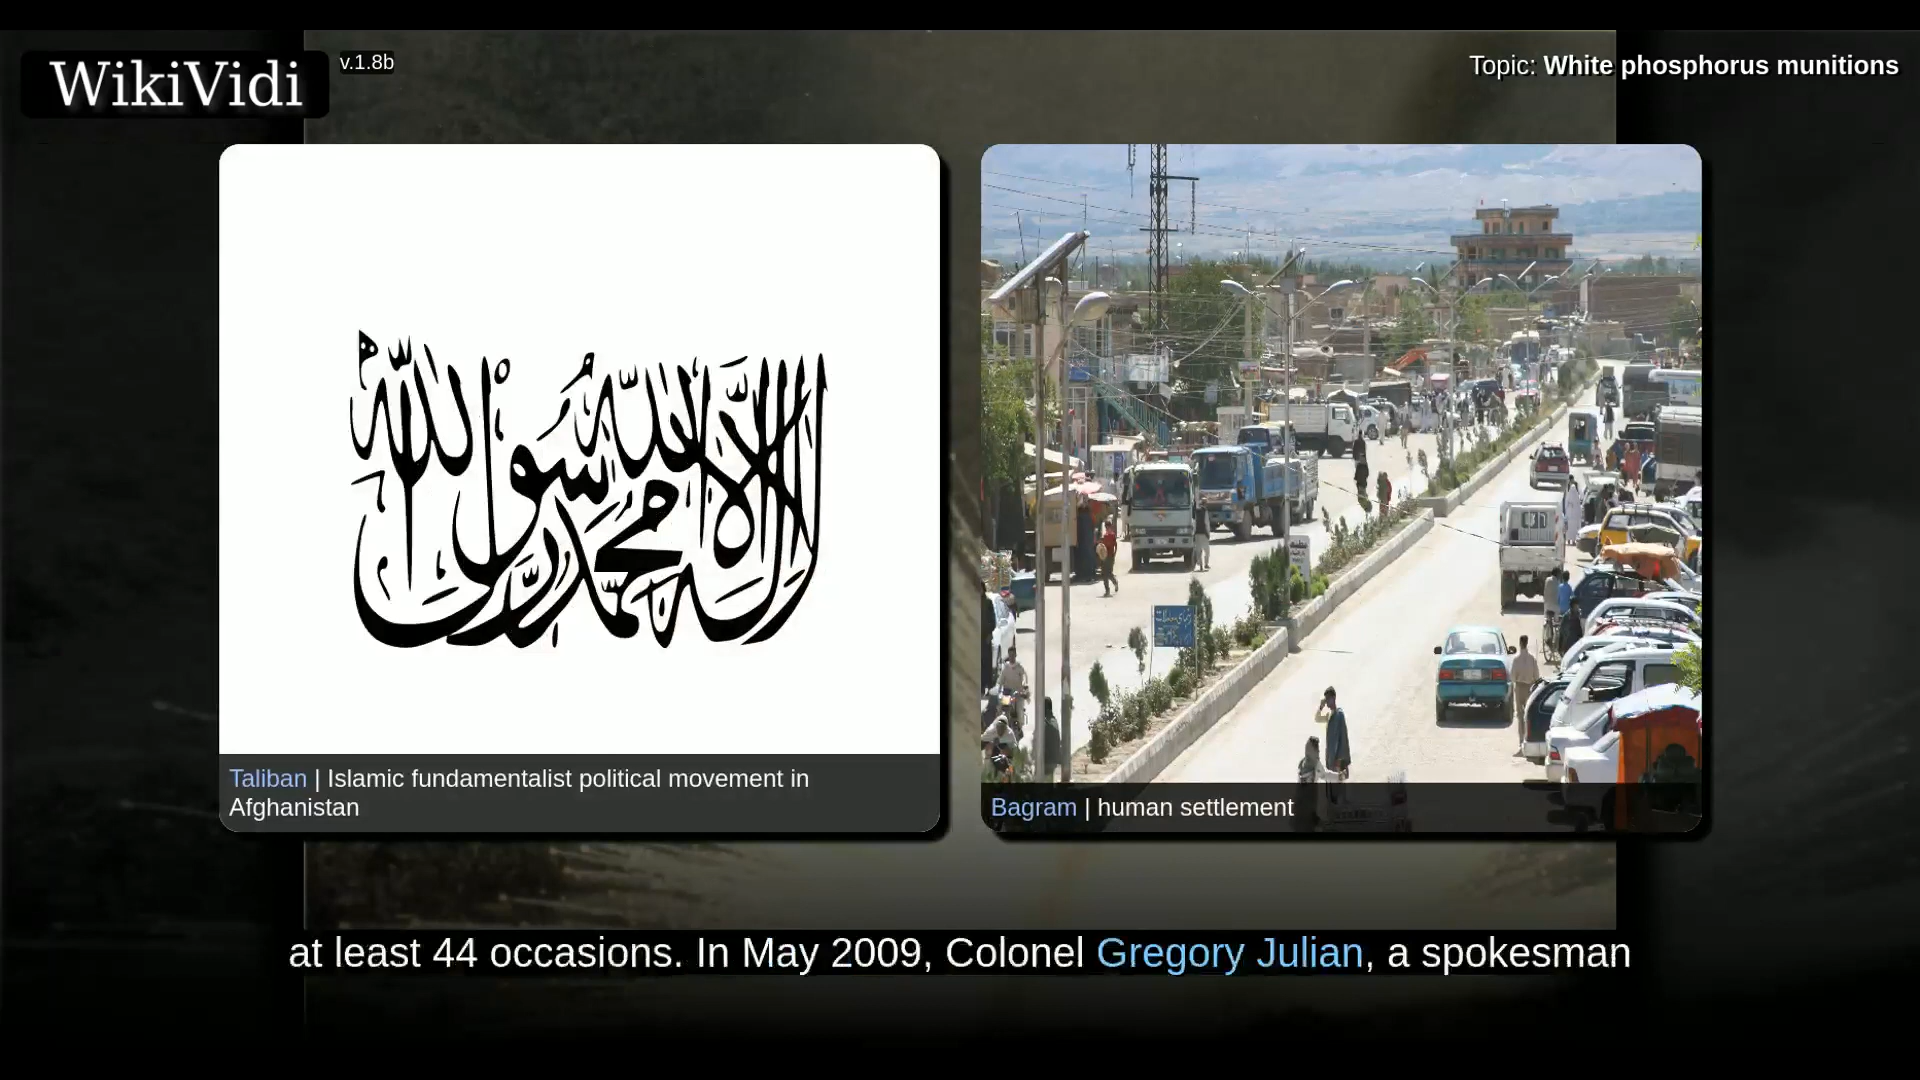 WikiVidi
v.1.8b
Topic: White phosphorus munitions
لا إله إلا الله محمد رسول الله
Taliban | Islamic fundamentalist political movement in
Afghanistan
Bagram | human settlement
at least 44 occasions. In May 2009, Colonel Gregory Julian, a spokesman